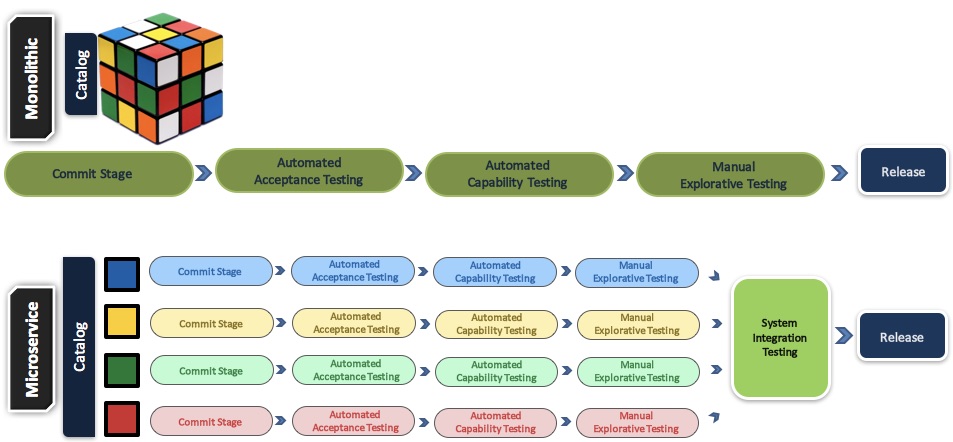 Monolithic
Catalog
Commit Stage
Automated
Acceptance Testing
Automated
Capability Testing
Manual
Explorative Testing
Release
Microservice
Catalog
Commit Stage
Automated
Acceptance Testing
Automated
Capability Testing
Manual
Explorative Testing
Commit Stage
Automated
Acceptance Testing
Automated
Capability Testing
Manual
Explorative Testing
Commit Stage
Automated
Acceptance Testing
Automated
Capability Testing
Manual
Explorative Testing
Commit Stage
Automated
Acceptance Testing
Automated
Capability Testing
Manual
Explorative Testing
System
Integration
Testing
Release